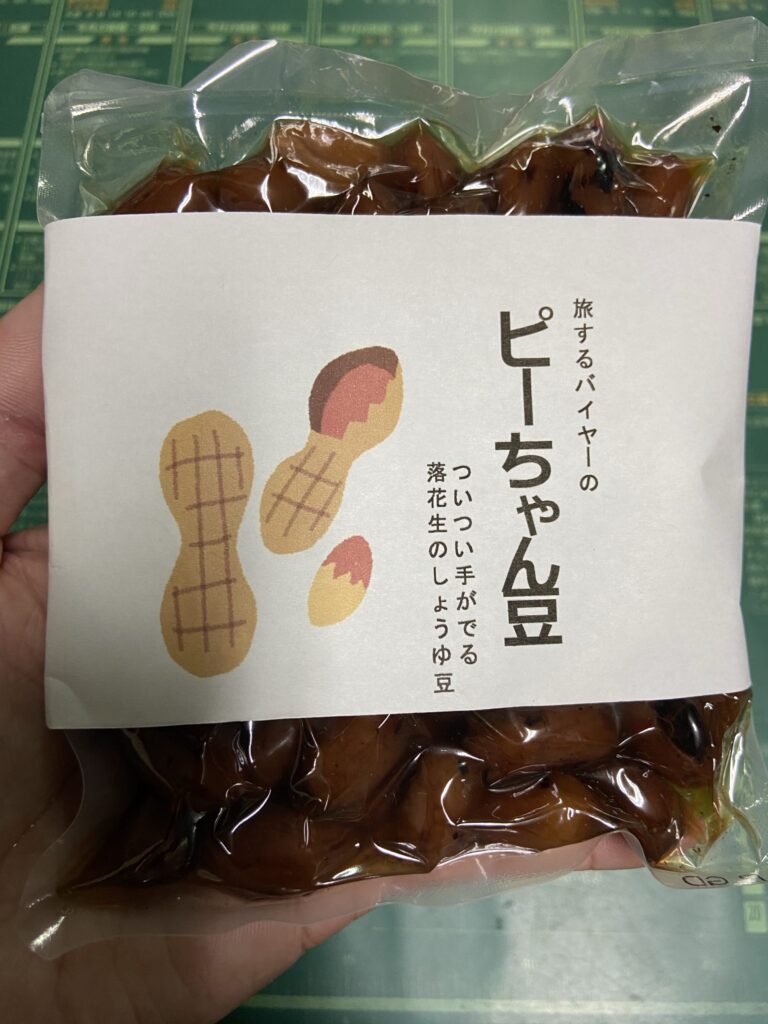 旅するバイヤーの
ピーちゃん豆
ついつい手がでる
落花生のしょうゆ豆